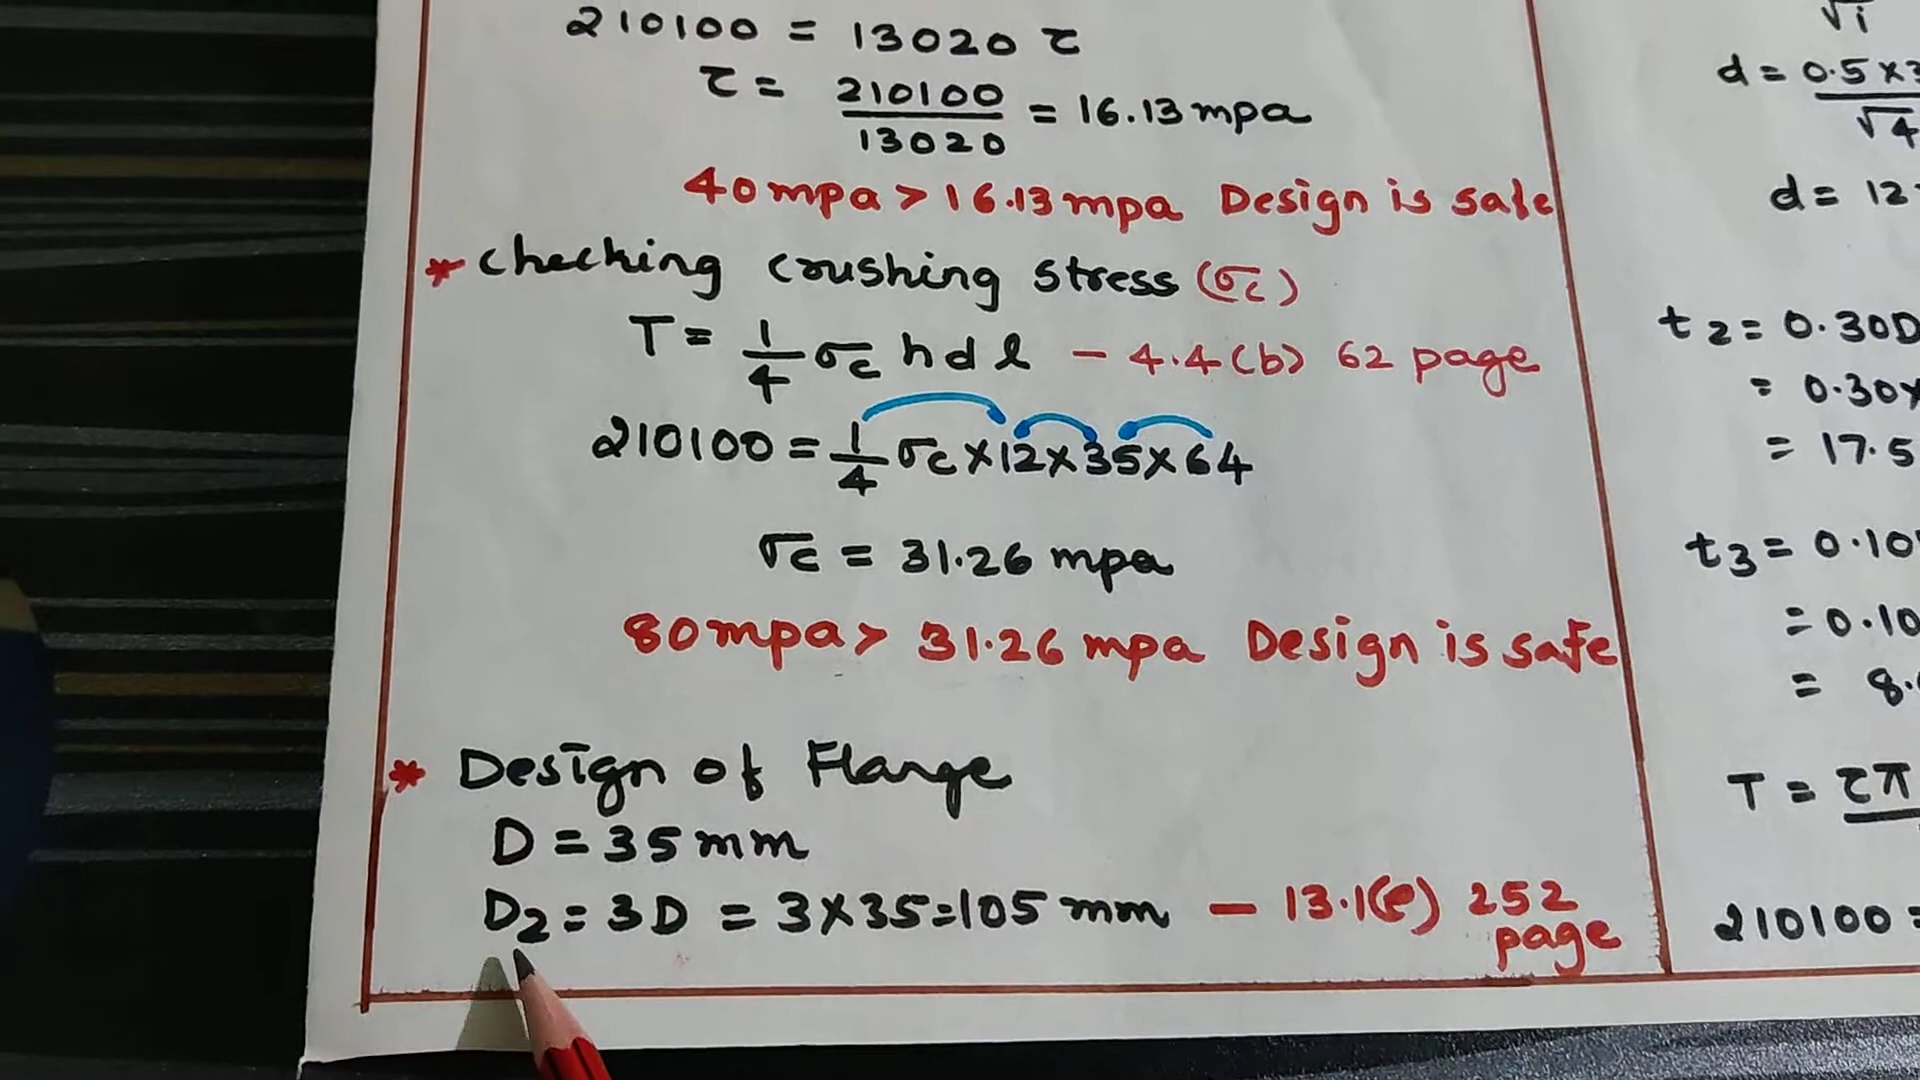 210100 = 13020 τ
τ = 210100 / 13020 = 16.13 mpa
40 mpa > 16.13 mpa Design is safe
* checking crushing stress (σc)
T = 1/4 σc h d l - 4.4(b) 62 page
210100 = 1/4 σc × 12 × 35 × 64
σc = 31.26 mpa
80 mpa > 31.26 mpa Design is safe
* Design of Flange
D = 35 mm
D2 = 3D = 3×35 = 105 mm - 13.1(e) 252 page
√i
d = 0.5×3
√4
d = 12
t2 = 0.30D
= 0.30×
= 17.5
t3 = 0.10
= 0.10
= 8.
T = τπ
210100 =